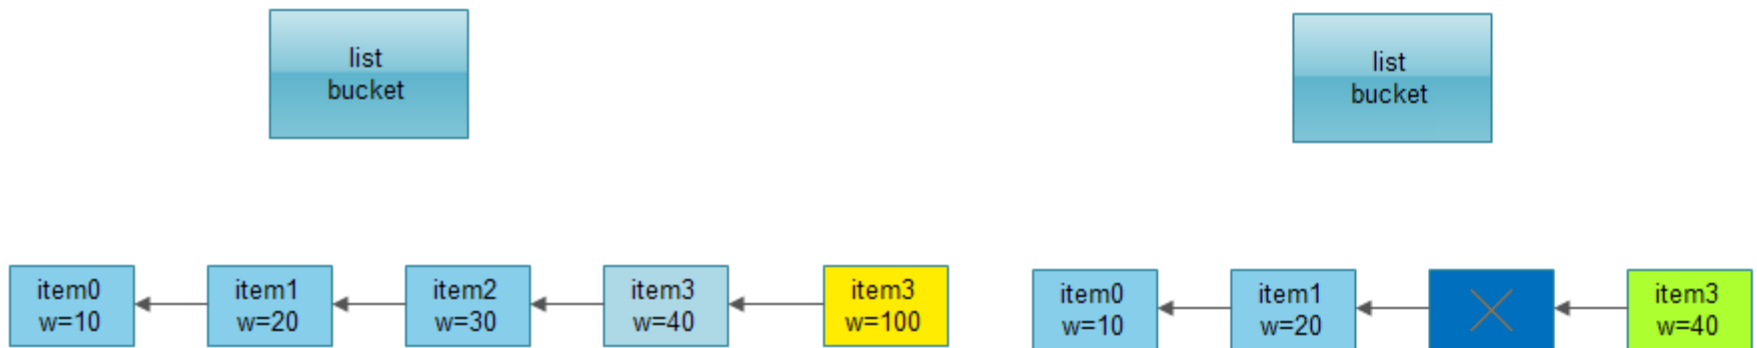 list
bucket
item0
w=10
item1
w=20
item2
w=30
item3
w=40
item3
w=100
list
bucket
item0
w=10
item1
w=20
item3
w=40